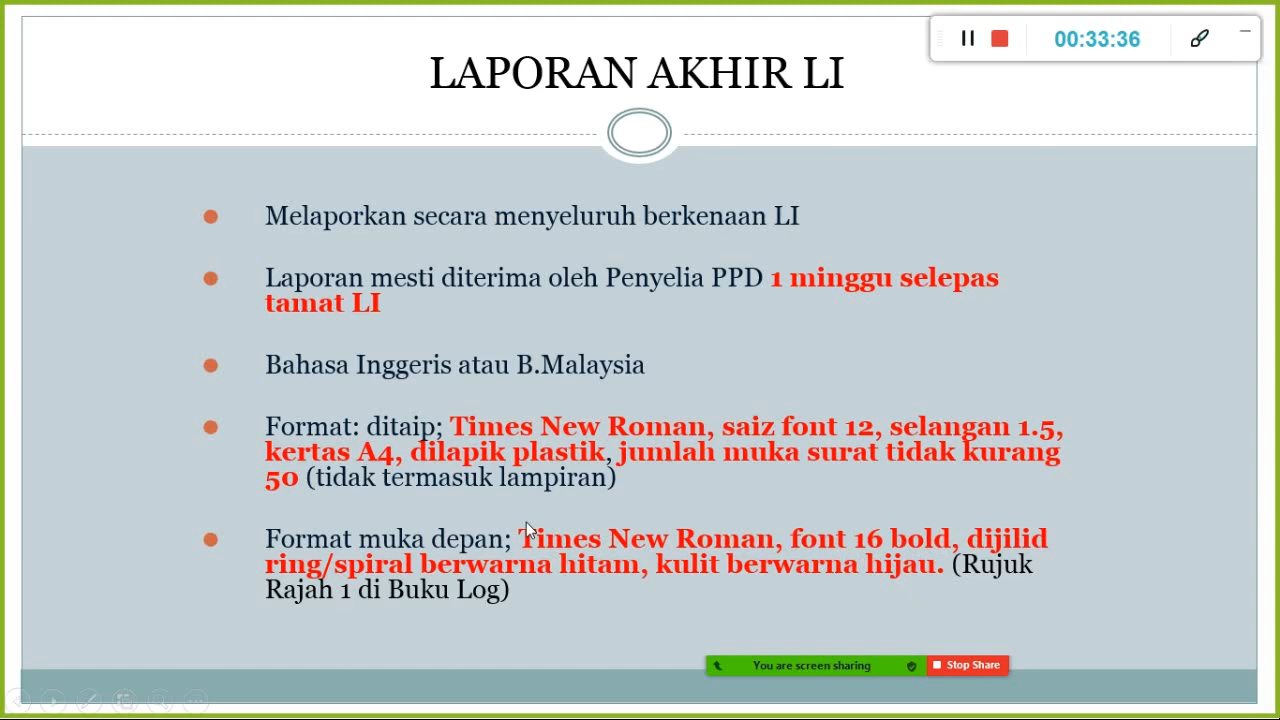 00:33:36
LAPORAN AKHIR LI
Melaporkan secara menyeluruh berkenaan LI
Laporan mesti diterima oleh Penyelia PPD 1 minggu selepas
tamat LI
Bahasa Inggeris atau B.Malaysia
Format: ditaip; Times New Roman, saiz font 12, selangan 1.5,
kertas A4, dilapik plastik, jumlah muka surat tidak kurang
50 (tidak termasuk lampiran)
Format muka depan; Times New Roman, font 16 bold, dijilid
ring/spiral berwarna hitam, kulit berwarna hijau. (Rujuk
Rajah 1 di Buku Log)
You are screen sharing Stop Share